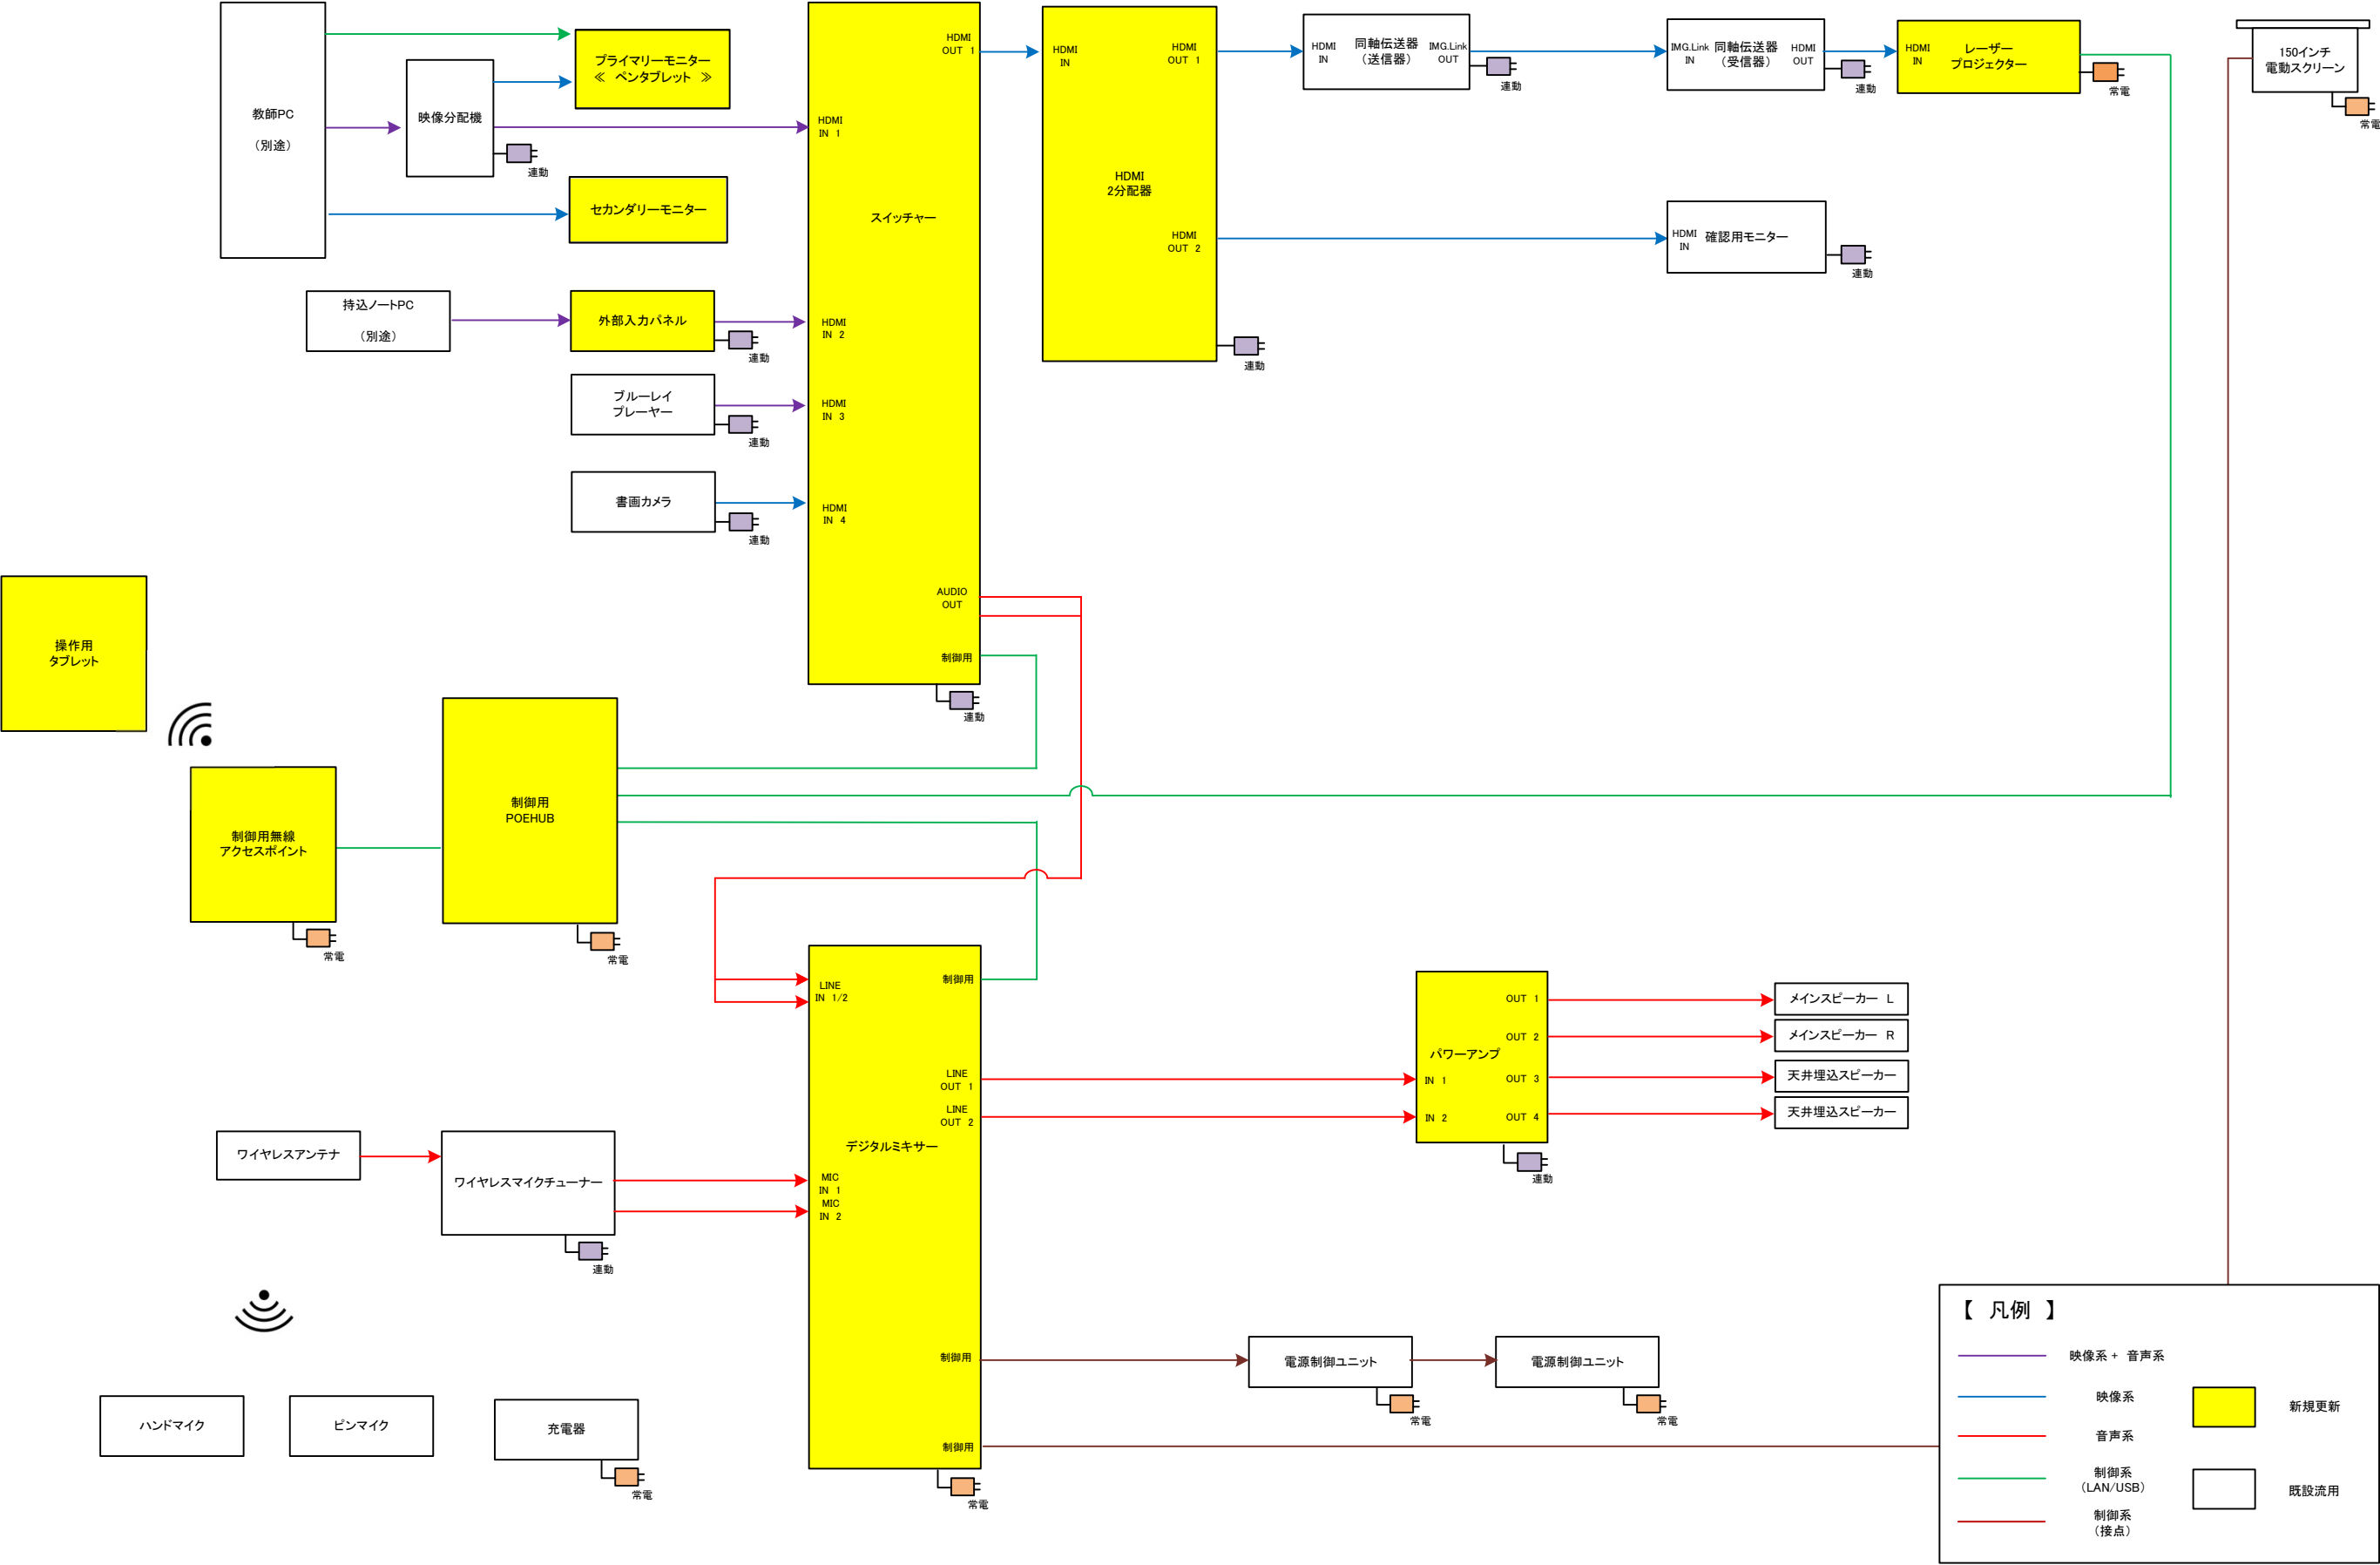 教師PC
（別途）
映像分配機
連動
プライマリーモニター
≪ ペンタブレット ≫
セカンダリーモニター
持込ノートPC
（別途）
外部入力パネル
連動
ブルーレイ
プレーヤー
連動
書画カメラ
連動
HDMI
OUT 1
HDMI
IN 1
スイッチャー
HDMI
IN 2
HDMI
IN 3
HDMI
IN 4
AUDIO
OUT
制御用
連動
HDMI
IN
HDMI
OUT 1
HDMI
2分配器
HDMI
OUT 2
連動
HDMI
IN
同軸伝送器
（送信器）
IMG.Link
OUT
連動
IMG.Link
IN
同軸伝送器
（受信器）
HDMI
OUT
連動
HDMI
IN
レーザー
プロジェクター
常電
150インチ
電動スクリーン
常電
HDMI
IN
確認用モニター
連動
操作用
タブレット
制御用無線
アクセスポイント
常電
制御用
POEHUB
常電
LINE
IN 1/2
制御用
LINE
OUT 1
LINE
OUT 2
デジタルミキサー
MIC
IN 1
MIC
IN 2
制御用
制御用
常電
ワイヤレスアンテナ
ワイヤレスマイクチューナー
連動
ハンドマイク
ピンマイク
充電器
常電
パワーアンプ
IN 1
IN 2
OUT 1
OUT 2
OUT 3
OUT 4
連動
メインスピーカー L
メインスピーカー R
天井埋込スピーカー
天井埋込スピーカー
電源制御ユニット
常電
電源制御ユニット
常電
【 凡例 】
映像系 + 音声系
映像系
音声系
制御系
（LAN/USB）
制御系
（接点）
新規更新
既設流用